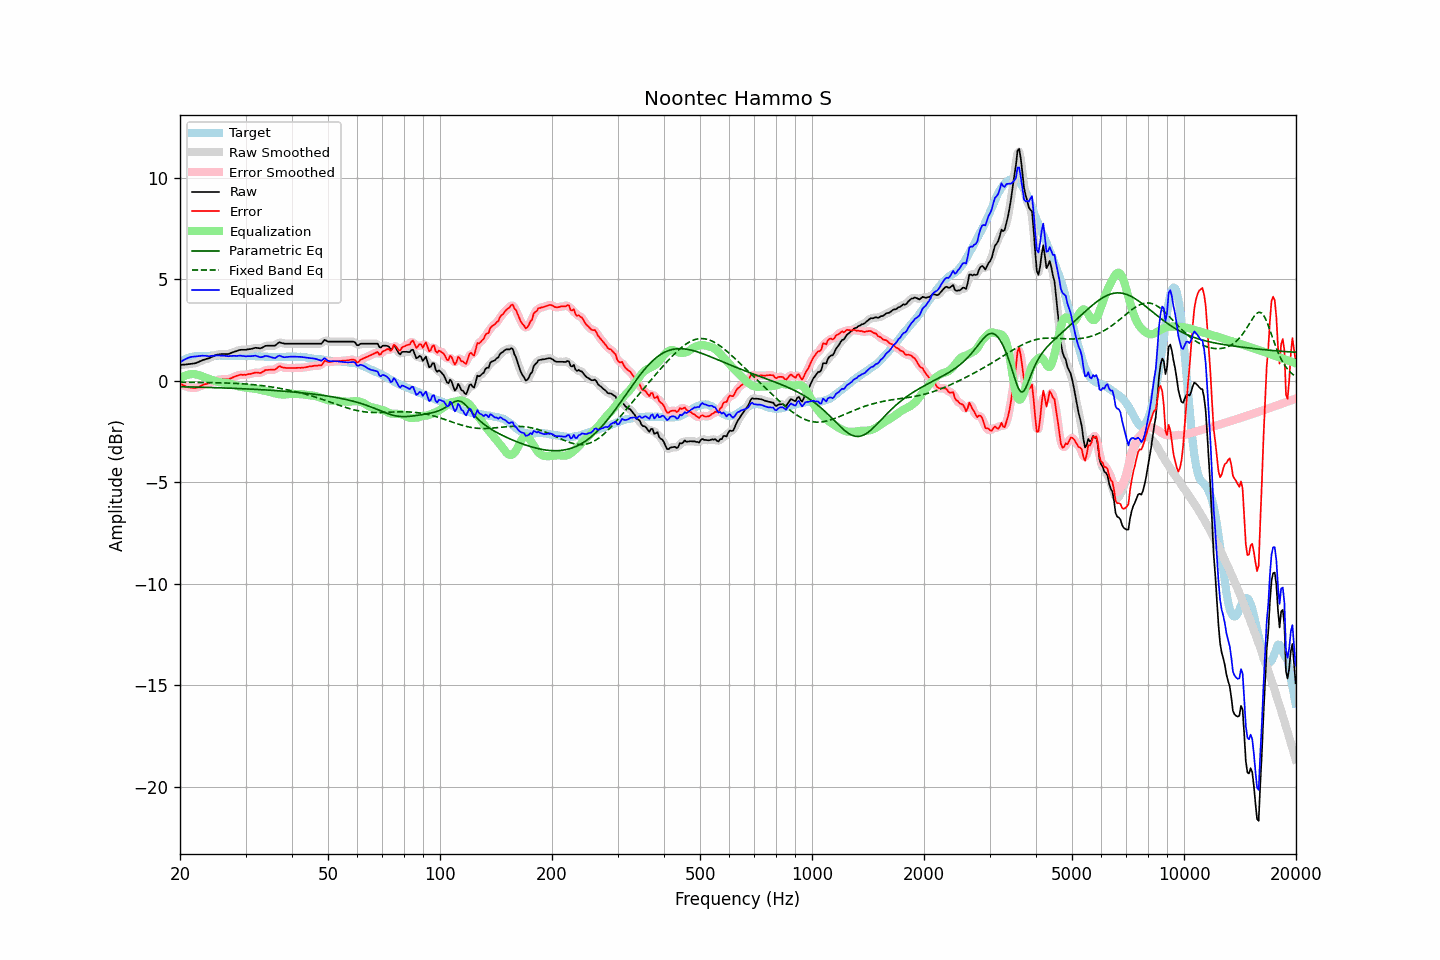 Noontec Hammo S
Target
Raw Smoothed
Error Smoothed
Raw
Error
Equalization
Parametric Eq
Fixed Band Eq
Equalized
10
5
0
−5
−10
−15
−20
Amplitude (dBr)
20 50 100 200 500 1000 2000 5000 10000 20000
Frequency (Hz)